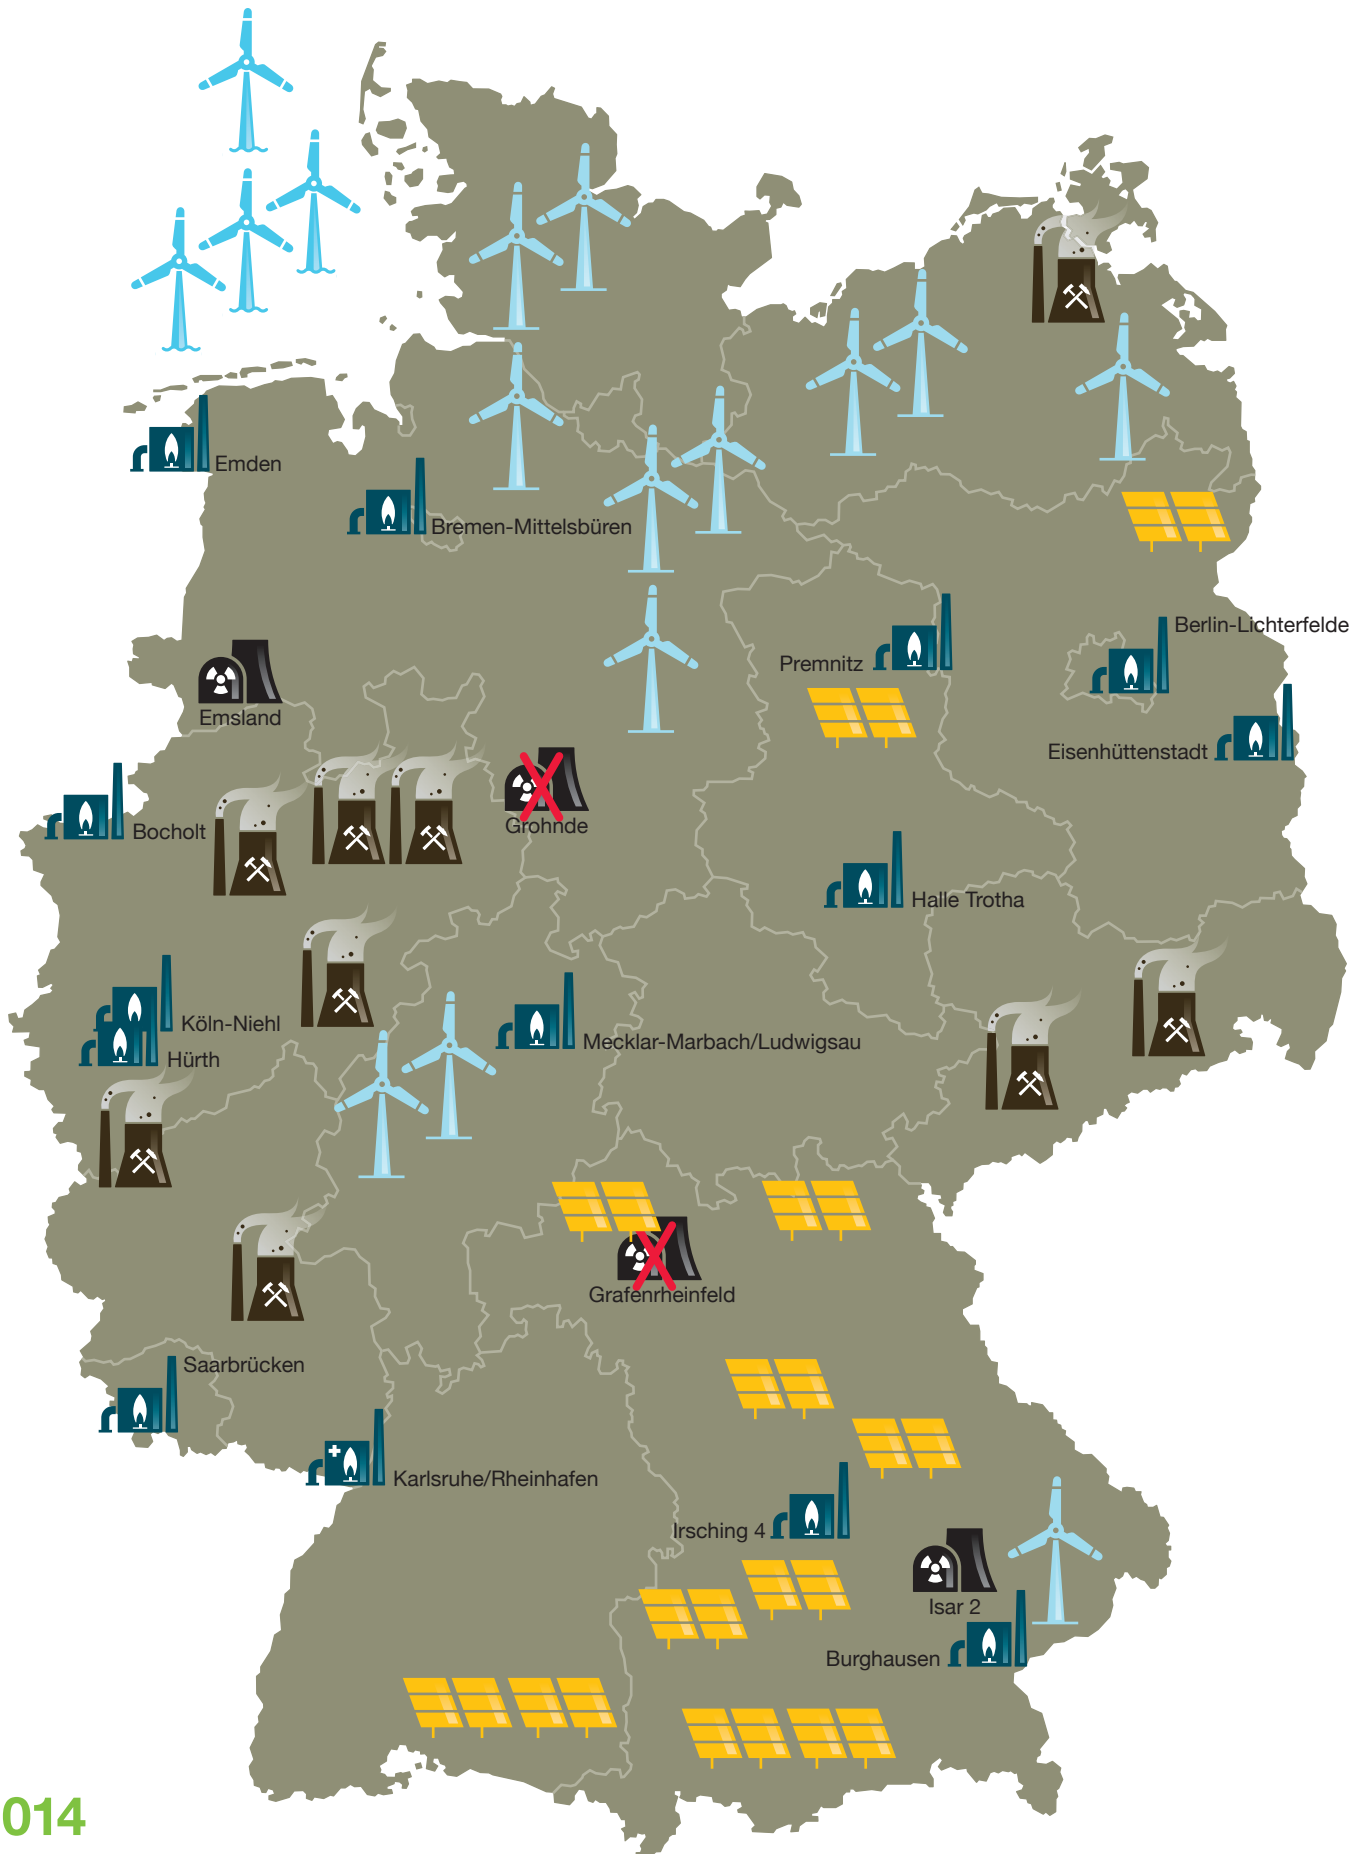 Emden
Bremen-Mittelsbüren
Berlin-Lichterfelde
Premnitz
Emsland
Eisenhüttenstadt
Bocholt
Grohnde
Halle Trotha
Köln-Niehl
Mecklar-Marbach/Ludwigsau
Hürth
Grafenrheinfeld
Saarbrücken
Karlsruhe/Rheinhafen
Irsching 4
Isar 2
Burghausen
014